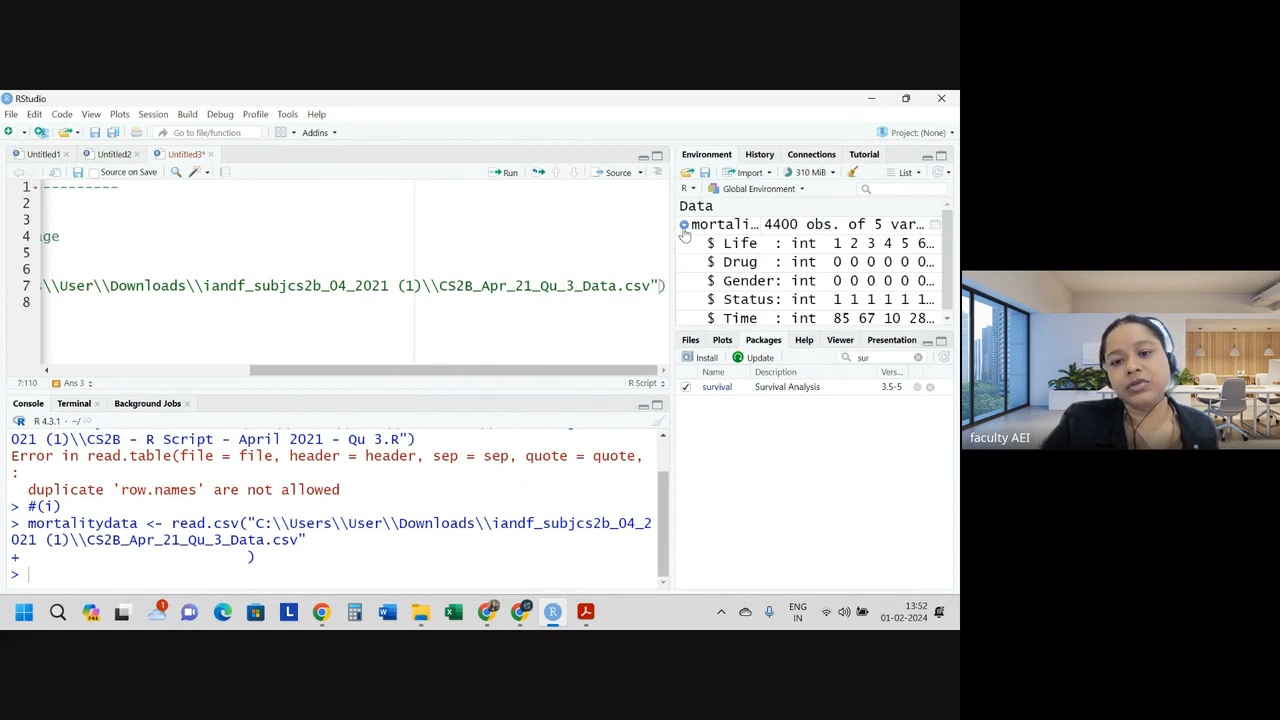 RStudio
File Edit Code View Plots Session Build Debug Profile Tools Help
Go to file/function Addins Project: (None)
Untitled1 Untitled2 Untitled3*
Source on Save Run Source
1 ----------
2
3
4 ge
5
6
7 \\User\\Downloads\\iandf_subjcs2b_04_2021 (1)\\CS2B_Apr_21_Qu_3_Data.csv")
8
7:110 Ans 3 R Script
Console Terminal Background Jobs
R 4.3.1 · ~/
021 (1)\\CS2B - R Script - April 2021 - Qu 3.R")
Error in read.table(file = file, header = header, sep = sep, quote = quote,
:
duplicate 'row.names' are not allowed
> #(i)
> mortalitydata <- read.csv("C:\\Users\\User\\Downloads\\iandf_subjcs2b_04_2
021 (1)\\CS2B_Apr_21_Qu_3_Data.csv"
+ )
>
Environment History Connections Tutorial
Import 310 MiB List
R Global Environment
Data
mortali… 4400 obs. of 5 var…
$ Life : int 1 2 3 4 5 6…
$ Drug : int 0 0 0 0 0 0…
$ Gender: int 0 0 0 0 0 0…
$ Status: int 1 1 1 1 1 1…
$ Time : int 85 67 10 28…
Files Plots Packages Help Viewer Presentation
Install Update sur
Name Description Vers…
survival Survival Analysis 3.5-5
faculty AEI
ENG
IN
13:52
01-02-2024